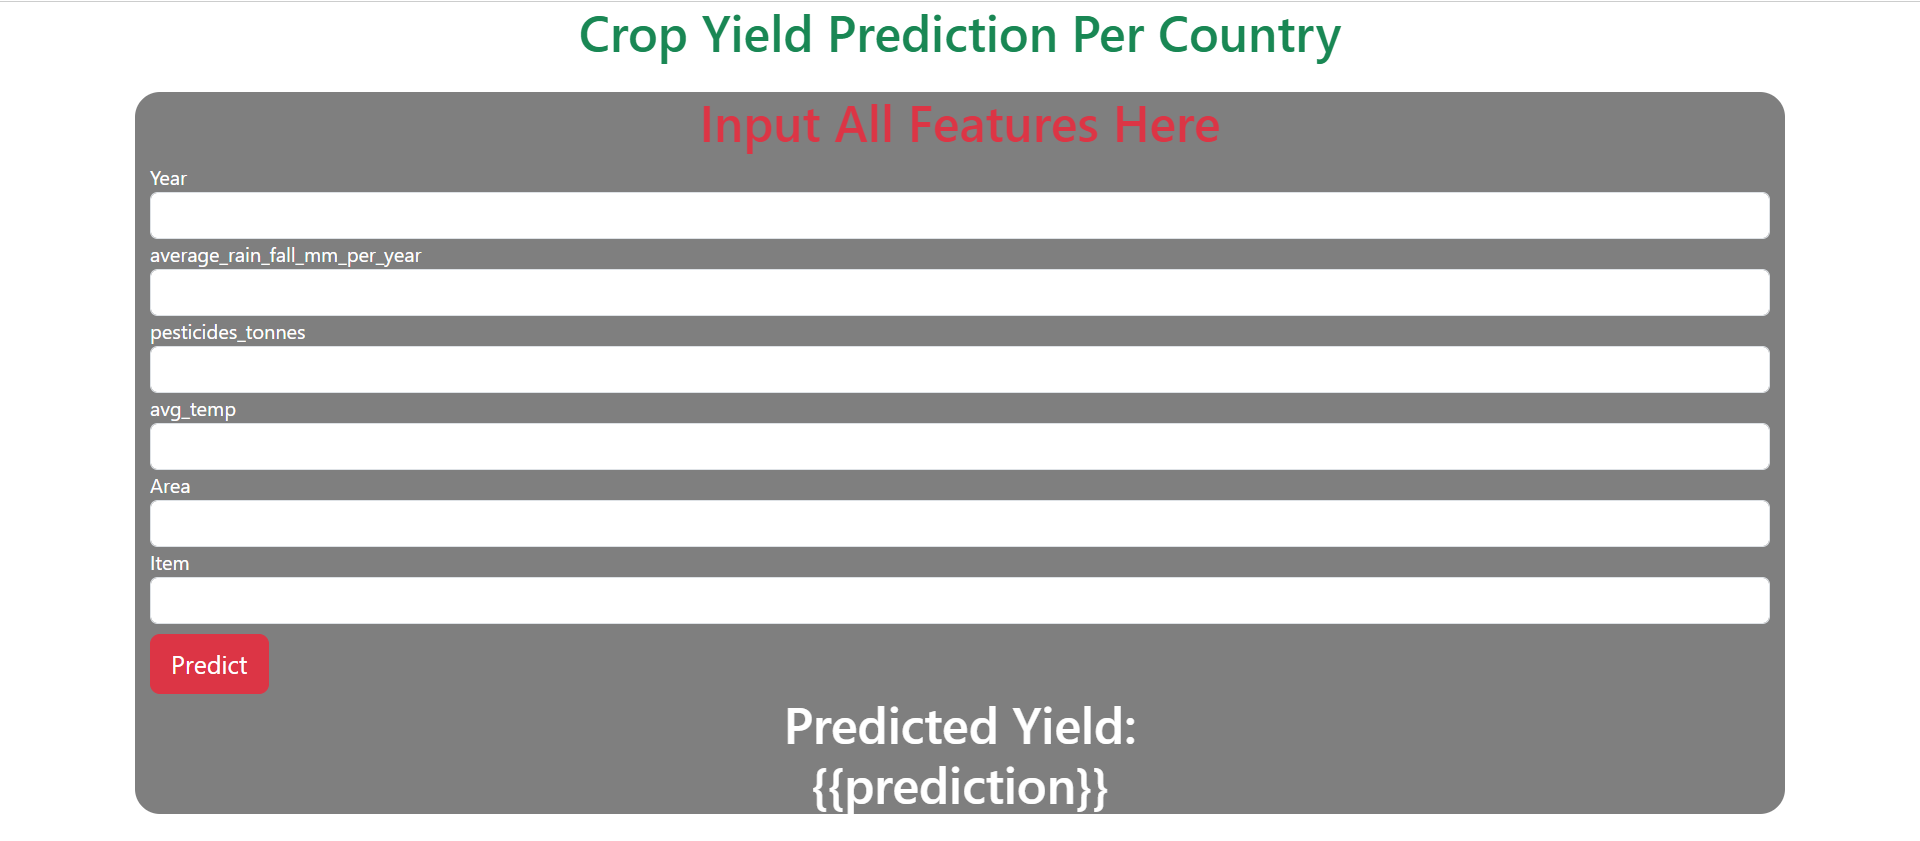 Crop Yield Prediction Per Country
Input All Features Here
Year
average_rain_fall_mm_per_year
pesticides_tonnes
avg_temp
Area
Item
Predict
Predicted Yield:
{{prediction}}